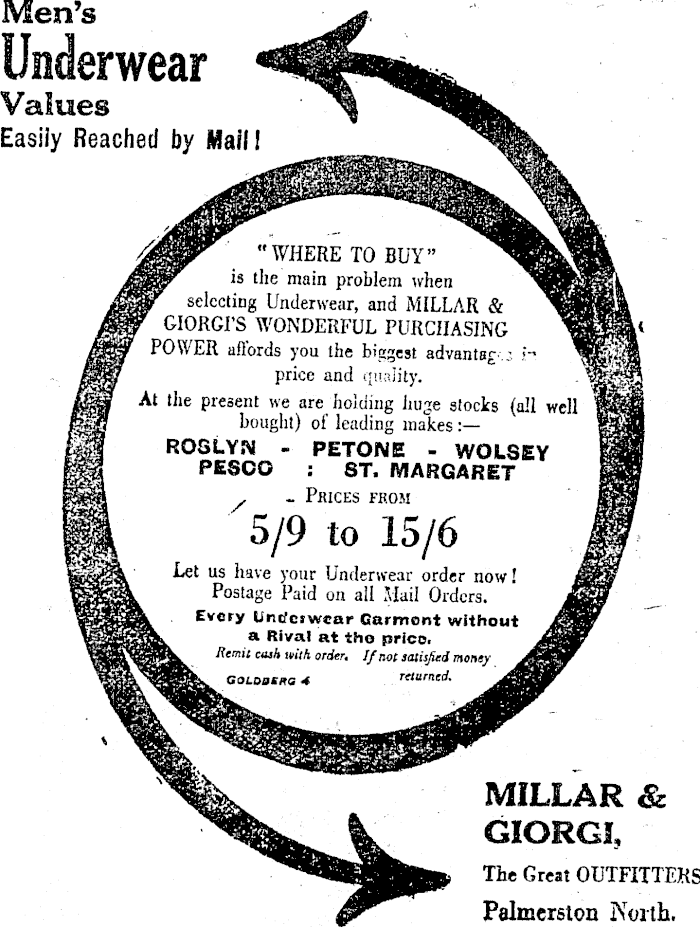 Men's
Underwear
Values
Easily Reached by Mail!
"WHERE TO BUY"
is the main problem when
selecting Underwear, and MILLAR &
GIORGI'S WONDERFUL PURCHASING
POWER affords you the biggest advantages in
price and quality.
At the present we are holding huge stocks (all well
bought) of leading makes:—
ROSLYN - PETONE - WOLSEY
PESCO : ST. MARGARET
PRICES FROM
5/9 to 15/6
Let us have your Underwear order now!
Postage Paid on all Mail Orders.
Every Underwear Garment without
a Rival at the price.
Remit cash with order. If not satisfied money
returned.
GOLDBERG 4
MILLAR &
GIORGI,
The Great OUTFITTERS
Palmerston North.